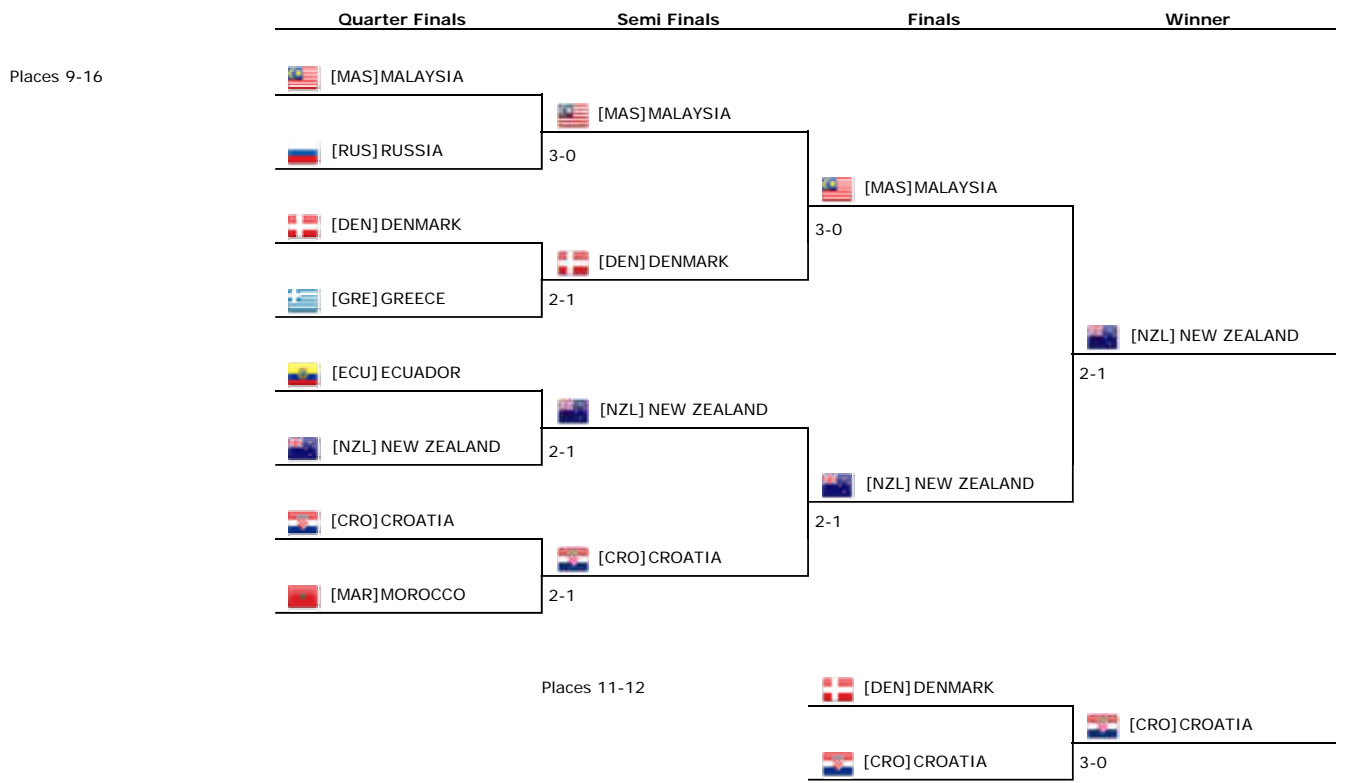 Quarter Finals Semi Finals Finals Winner
Places 9-16
[MAS] MALAYSIA
[MAS] MALAYSIA
[RUS] RUSSIA
3-0
[MAS] MALAYSIA
[DEN] DENMARK
3-0
[DEN] DENMARK
[GRE] GREECE
2-1
[NZL] NEW ZEALAND
[ECU] ECUADOR
2-1
[NZL] NEW ZEALAND
[NZL] NEW ZEALAND
2-1
[NZL] NEW ZEALAND
[CRO] CROATIA
2-1
[CRO] CROATIA
[MAR] MOROCCO
2-1
Places 11-12
[DEN] DENMARK
[CRO] CROATIA
[CRO] CROATIA
3-0